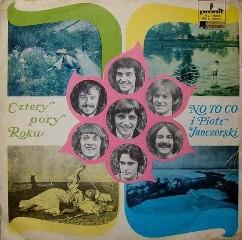 Cztery
pory
Roku
NO TO CO
i Piotr
Janczerski